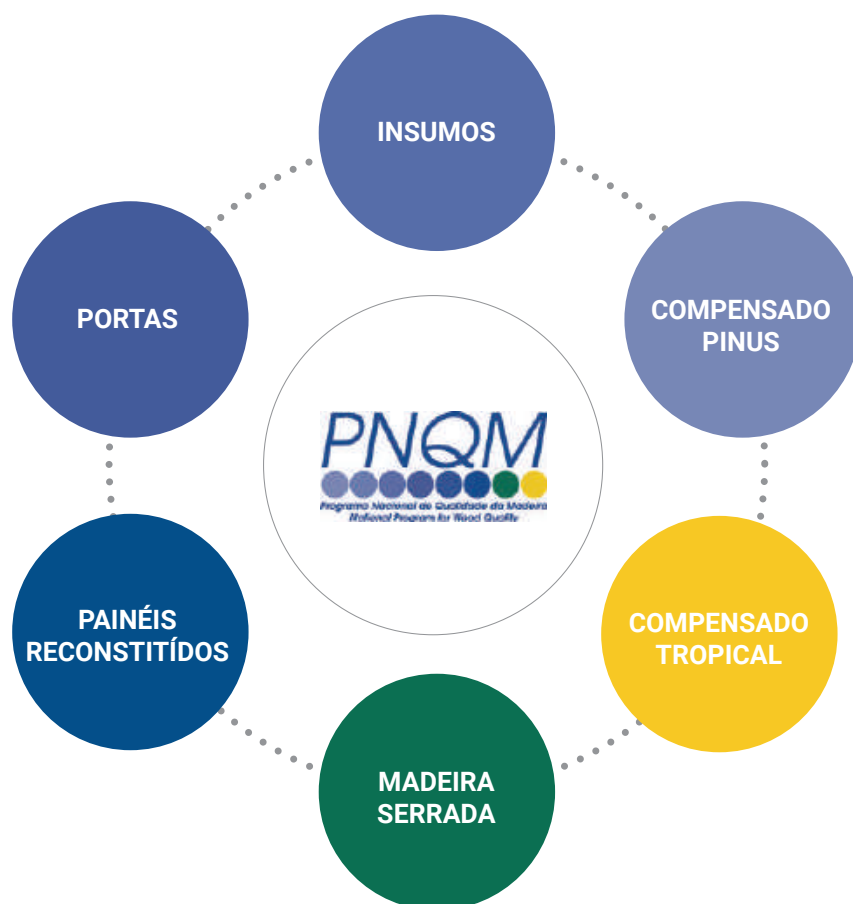 INSUMOS
COMPENSADO
PINUS
COMPENSADO
TROPICAL
MADEIRA
SERRADA
PAINÉIS
RECONSTITÍDOS
PORTAS
PNQM
Programa Nacional de Qualidade da Madeira
National Program for Wood Quality